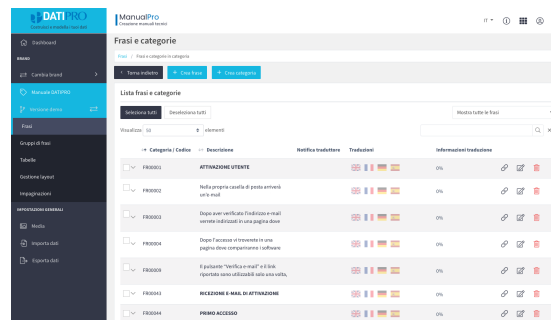 DATIPRO
ManualPro
Creazione manuali tecnici
IT
Dashboard
Frasi e categorie
BRAND
Frasi / Frasi e categorie in categoria
Cambia brand
Torna indietro
+ Crea frase
+ Crea categoria
Manuale DATIPRO
Lista frasi e categorie
Versione demo
Seleziona tutti
Deseleziona tutti
Mostra tutte le frasi
Frasi
Visualizza 50 elementi
Gruppi di frasi
Categoria | Codice
Descrizione
Notifica traduttore
Traduzioni
Informazioni traduzione
Tabelle
FR00001
ATTIVAZIONE UTENTE
0%
Gestione layout
FR00002
Nella propria casella di posta arriverà
un'e-mail
0%
Impaginazioni
IMPOSTAZIONI GENERALI
FR00003
Dopo aver verificato l'indirizzo e-mail
verrete indirizzati in una pagina dove
0%
Media
Importa dati
FR00004
Dopo l'accesso vi troverete in una
pagina dove compariranno i software
0%
Esporta dati
FR00009
Il pulsante "Verifica e-mail" e il link
riportato sono utilizzabili solo una volta,
0%
FR00043
RICEZIONE E-MAIL DI ATTIVAZIONE
0%
FR00044
PRIMO ACCESSO
0%